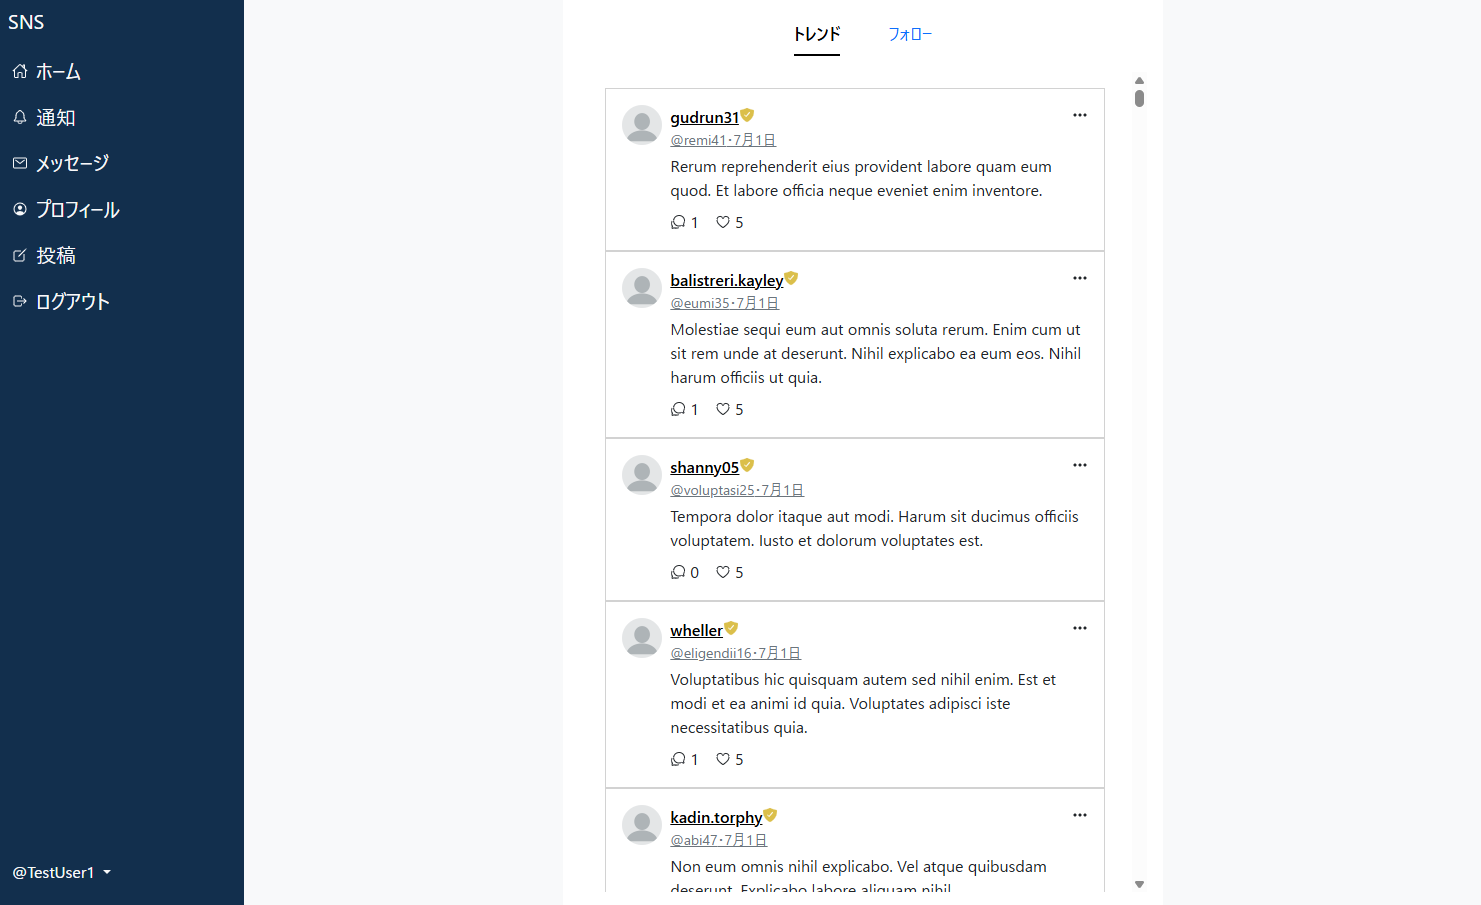 SNS
ホーム
通知
メッセージ
プロフィール
投稿
ログアウト
@TestUser1
トレンド
フォロー
gudrun31
@remi41・7月1日
Rerum reprehenderit eius provident labore quam eum
quod. Et labore officia neque eveniet enim inventore.
1 5
balistreri.kayley
@eumi35・7月1日
Molestiae sequi eum aut omnis soluta rerum. Enim cum ut
sit rem unde at deserunt. Nihil explicabo ea eum eos. Nihil
harum officiis ut quia.
1 5
shanny05
@voluptasi25・7月1日
Tempora dolor itaque aut modi. Harum sit ducimus officiis
voluptatem. Iusto et dolorum voluptates est.
0 5
wheller
@eligendii16・7月1日
Voluptatibus hic quisquam autem sed nihil enim. Est et
modi et ea animi id quia. Voluptates adipisci iste
necessitatibus quia.
1 5
kadin.torphy
@abi47・7月1日
Non eum omnis nihil explicabo. Vel atque quibusdam
deserunt. Explicabo labore aliquam nihil